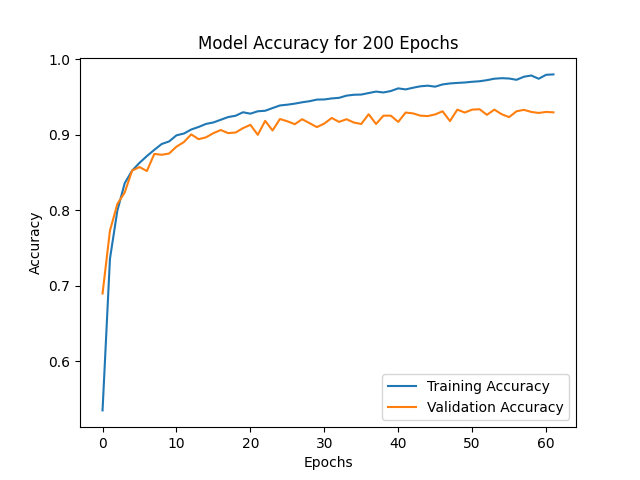 Model Accuracy for 200 Epochs
1.0
0.9
0.8
0.7
0.6
Accuracy
Training Accuracy
Validation Accuracy
0 10 20 30 40 50 60
Epochs